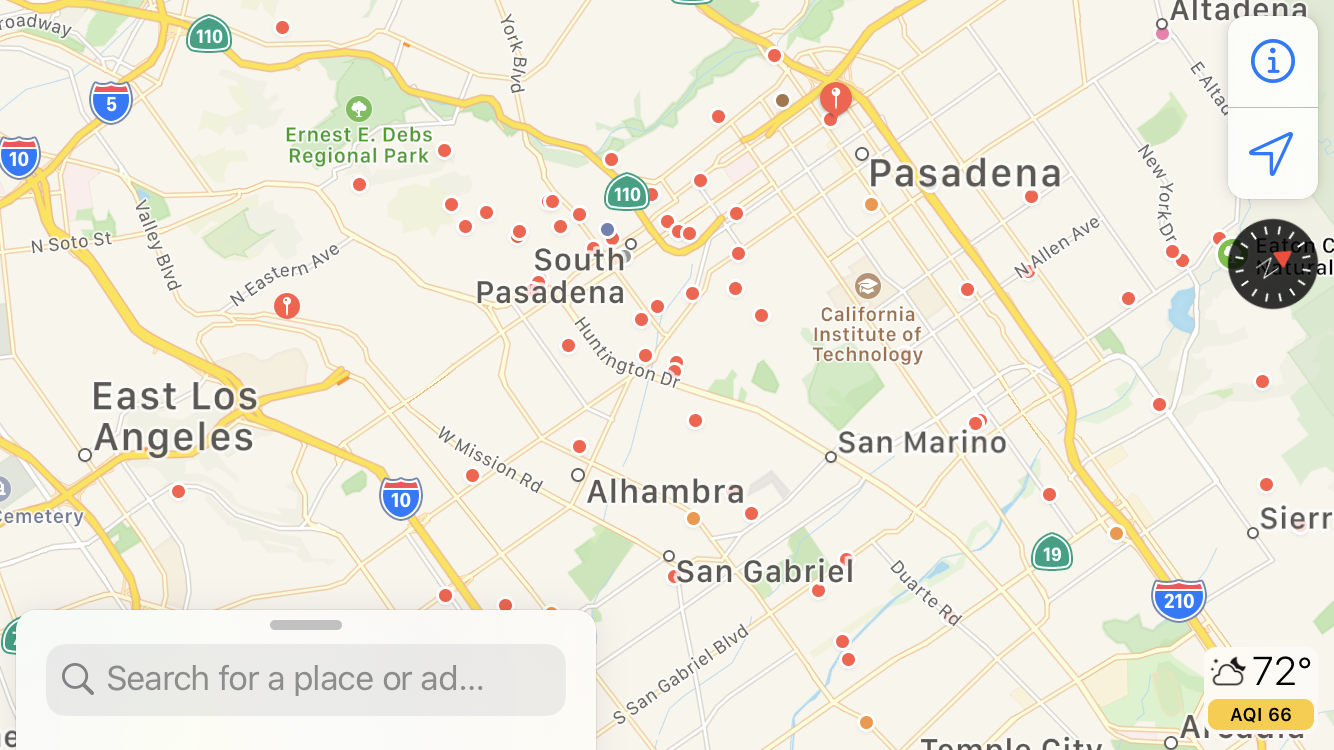 Altadena
roadway
110
York Blvd
5
E Altad
10
Ernest E. Debs
Regional Park
Pasadena
New York Dr
110
Valley Blvd
N Soto St
N Eastern Ave
South
Pasadena
N Allen Ave
Eaton C
Natural
California
Institute of
Technology
Huntington Dr
East Los
Angeles
W Mission Rd
San Marino
10
Alhambra
Cemetery
Sierr
19
San Gabriel
Duarte Rd
210
S San Gabriel Blvd
Search for a place or ad...
72°
AQI 66
Arcadia
Temple City